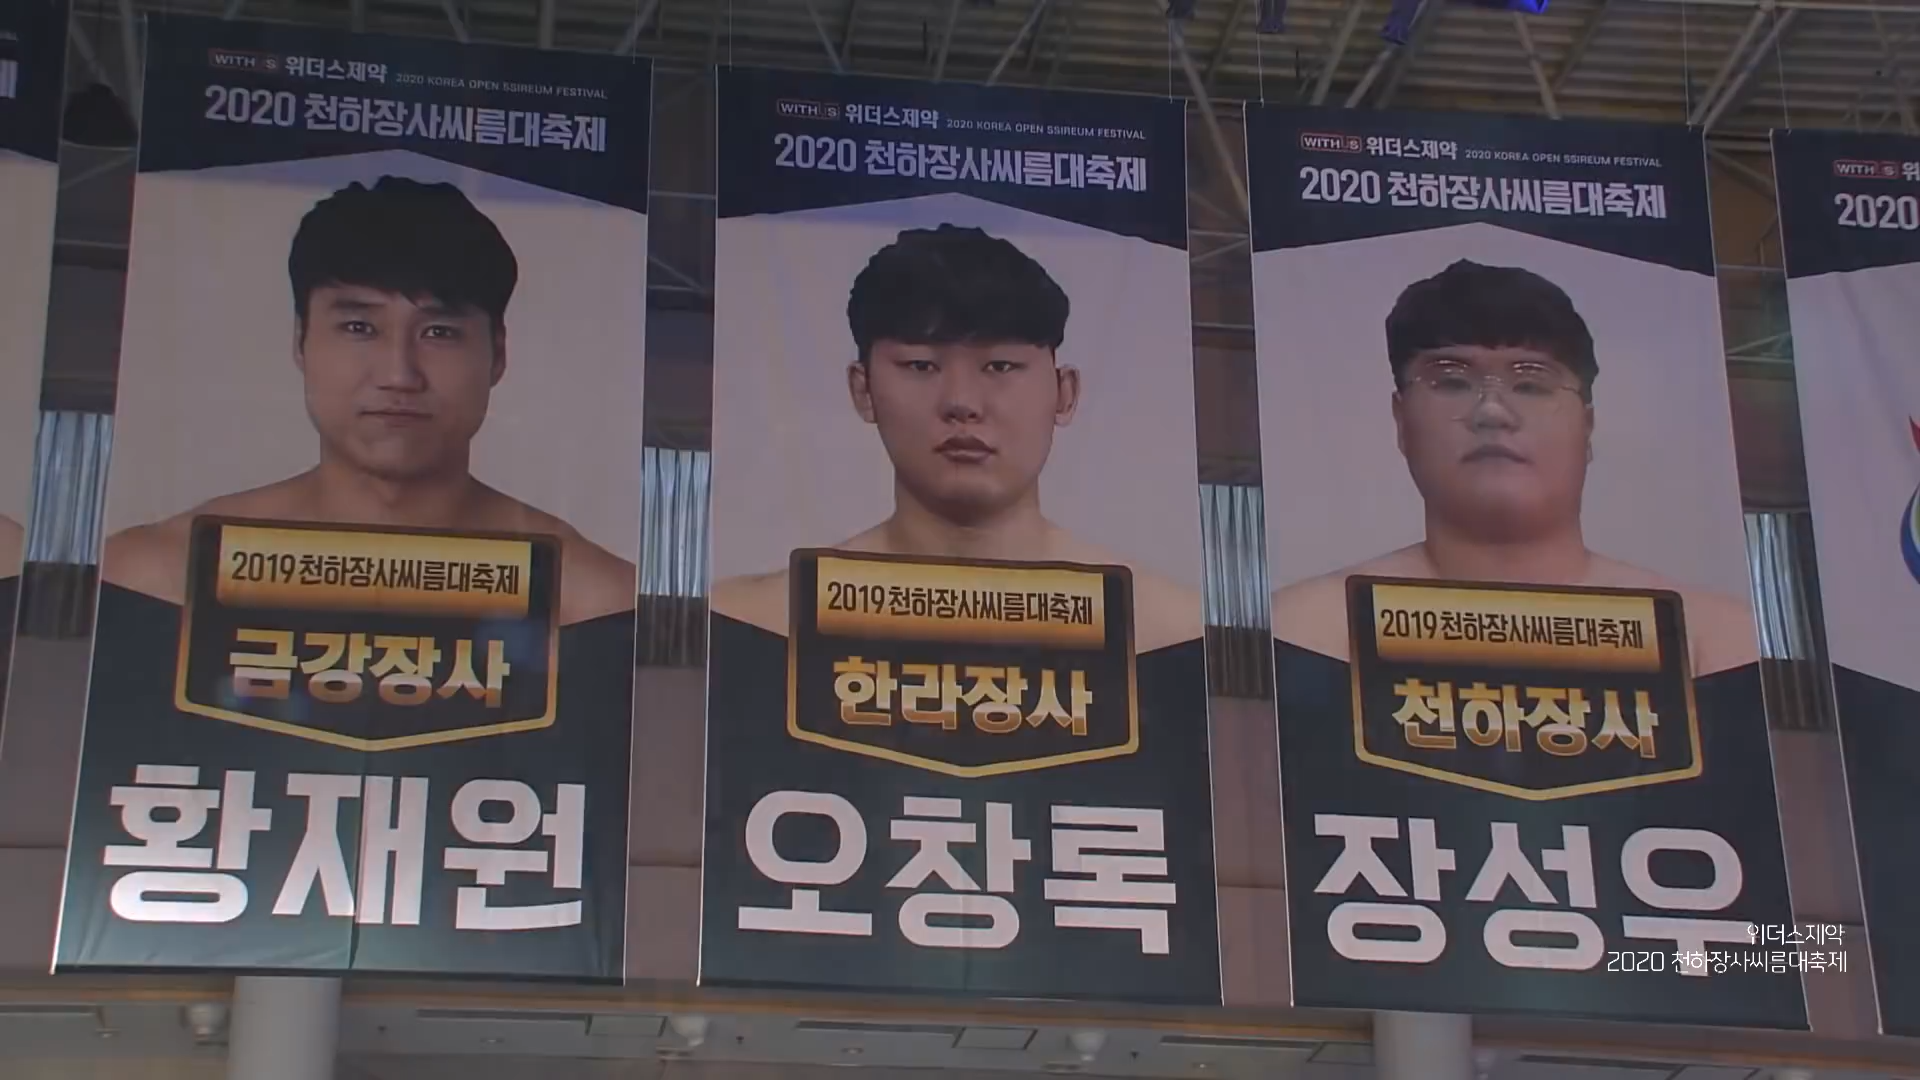 WITH US 위더스제약 2020 KOREA OPEN SSIREUM FESTIVAL
2020 천하장사씨름대축제
2019 천하장사씨름대축제
금강장사
황재원
WITH US 위더스제약 2020 KOREA OPEN SSIREUM FESTIVAL
2020 천하장사씨름대축제
2019 천하장사씨름대축제
한라장사
오창록
WITH US 위더스제약 2020 KOREA OPEN SSIREUM FESTIVAL
2020 천하장사씨름대축제
2019 천하장사씨름대축제
천하장사
장성우
WITH US 위
2020
위더스제약
2020 천하장사씨름대축제